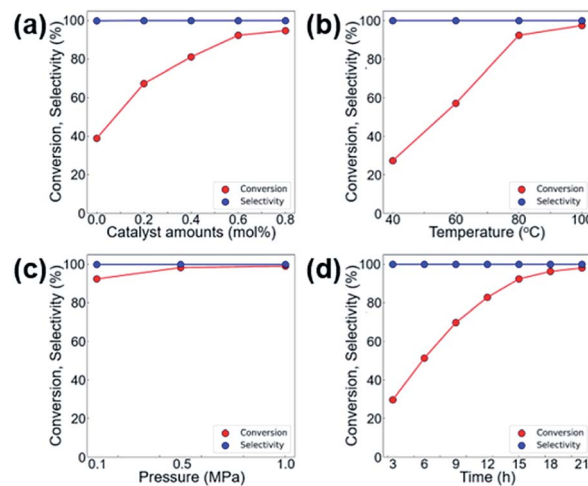 (a)
Conversion, Selectivity (%)
100
80
60
40
20
0
Conversion
Selectivity
0.0 0.2 0.4 0.6 0.8
Catalyst amounts (mol%)
(b)
Conversion, Selectivity (%)
100
80
60
40
20
0
Conversion
Selectivity
40 60 80 100
Temperature (°C)
(c)
Conversion, Selectivity (%)
100
80
60
40
20
0
Conversion
Selectivity
0.1 0.5 1.0
Pressure (MPa)
(d)
Conversion, Selectivity (%)
100
80
60
40
20
0
Conversion
Selectivity
3 6 9 12 15 18 21
Time (h)